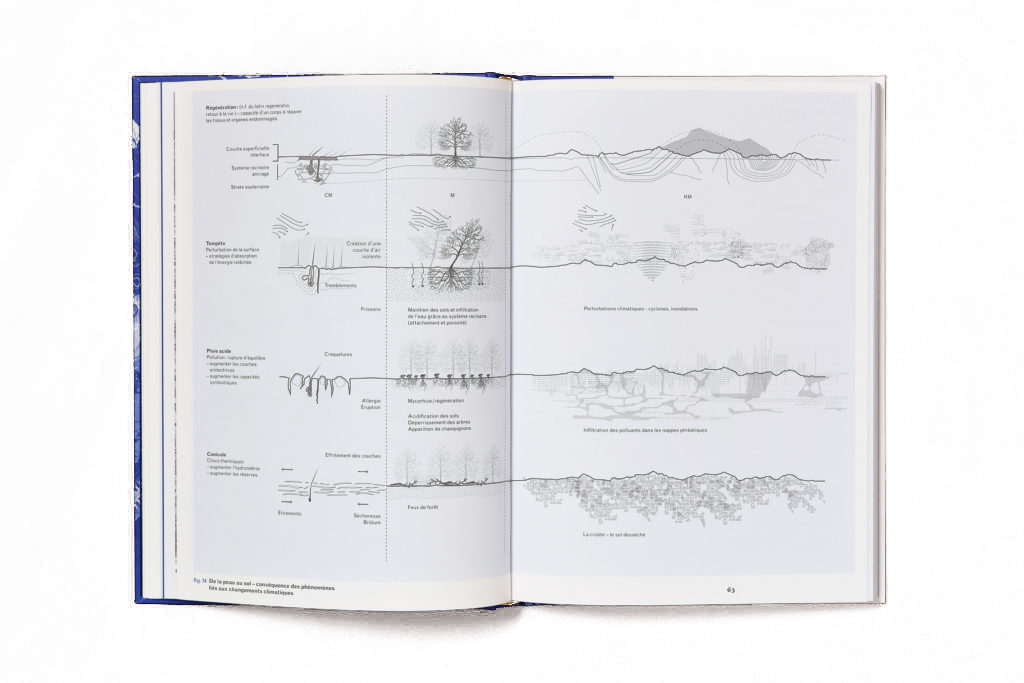 Régénération: (n.f. du latin regeneratio,
retour à la vie) – capacité d'un corps à réparer
les tissus et organes endommagés.
Couche superficielle
interface
Système racinaire
ancrage
Strate souterraine
CM
M
KM
Tempête
Perturbation de la surface
– stratégies d'absorption
de l'énergie relâchée
Création d'une
couche d'air
isolante
Tremblements
Frissons
Maintien des sols et infiltration
de l'eau grâce au système racinaire
(attachement et porosité)
Perturbations climatiques – cyclones, inondations
Pluie acide
Pollution: rupture d'équilibre
– augmenter les couches
protectrices
– augmenter les capacités
symbiotiques
Craquelures
Allergie
Éruption
Mycorhize/régénération
Acidification des sols
Dépérissement des arbres
Apparition de champignons
Infiltration des polluants dans les nappes phréatiques
Canicule
Chocs thermiques
– augmenter l'hydrométrie
– augmenter les réserves
Effritement des couches
Étirements
Sécheresse
Brûlure
Feux de forêt
La croûte – le sol desséché
fig. 14 De la peau au sol – conséquence des phénomènes
liés aux changements climatiques
63